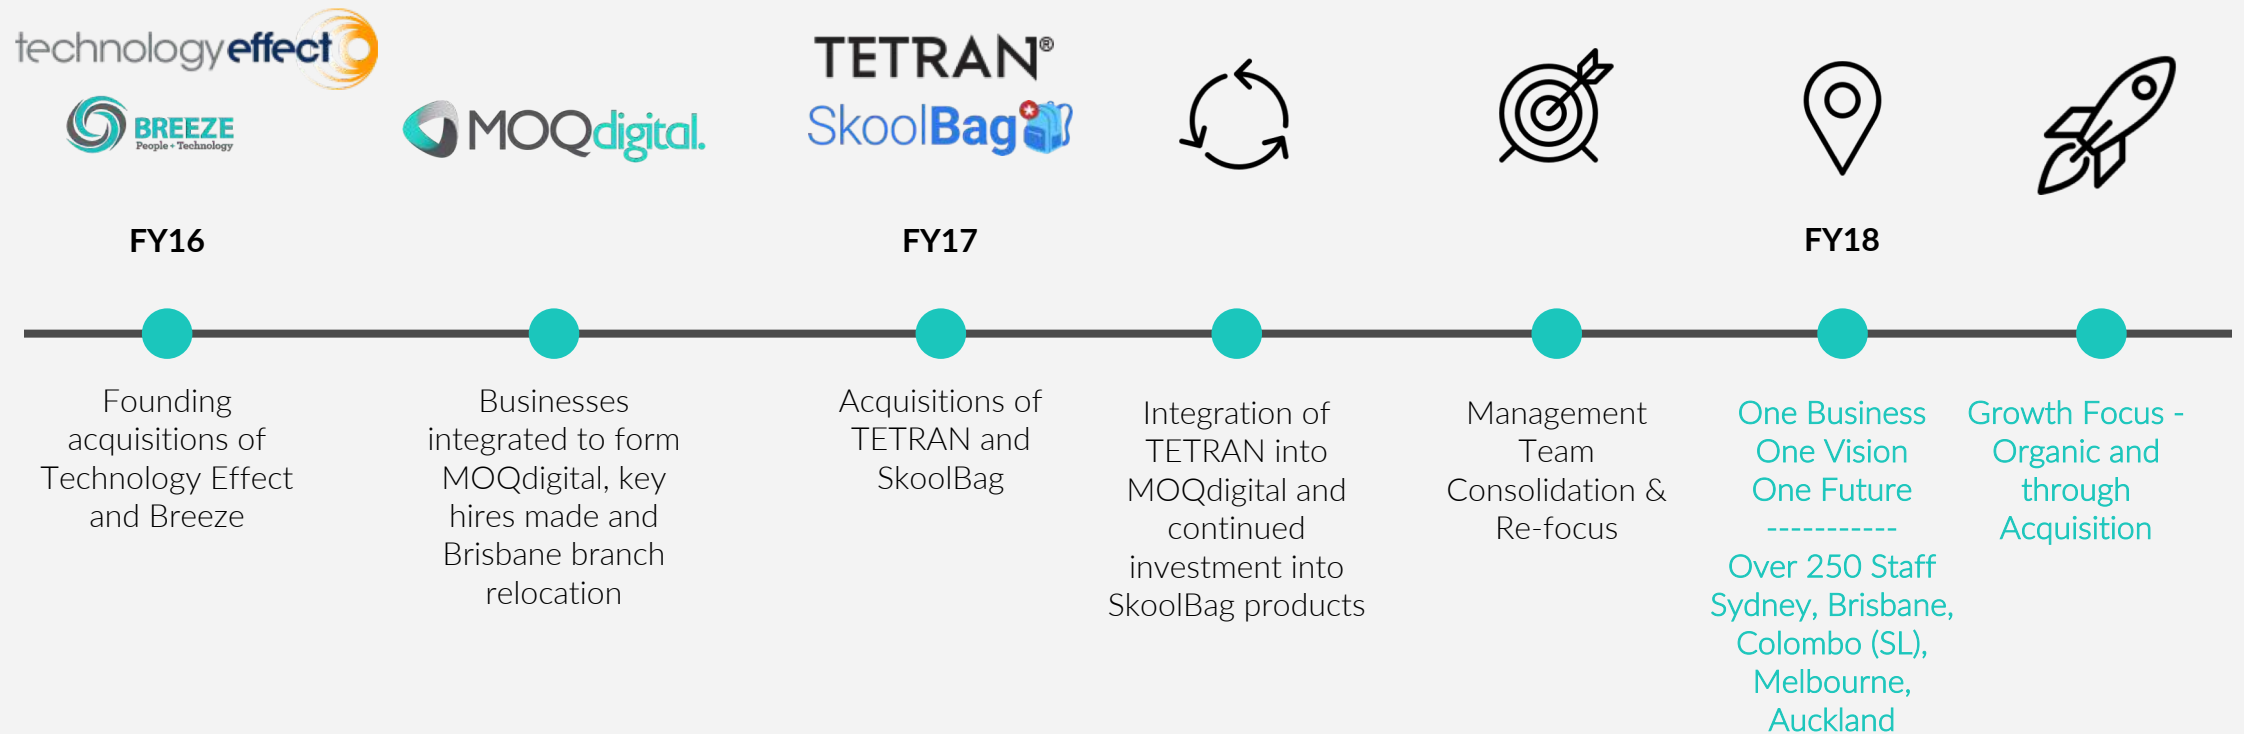 technologyeffect
BREEZE
People + Technology
MOQdigital.
TETRAN®
SkoolBag
FY16
FY17
FY18
Founding
acquisitions of
Technology Effect
and Breeze
Businesses
integrated to form
MOQdigital, key
hires made and
Brisbane branch
relocation
Acquisitions of
TETRAN and
SkoolBag
Integration of
TETRAN into
MOQdigital and
continued
investment into
SkoolBag products
Management
Team
Consolidation &
Re-focus
One Business
One Vision
One Future
-----------
Over 250 Staff
Sydney, Brisbane,
Colombo (SL),
Melbourne,
Auckland
Growth Focus -
Organic and
through
Acquisition